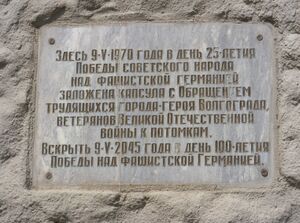 Здесь 9-V-1970 года в день 25-летия
Победы советского народа
над фашистской Германией
заложена капсула с Обращением
трудящихся города-героя Волгограда,
ветеранов Великой Отечественной
войны к потомкам.
Вскрыть 9-V-2045 года в день 100-летия
Победы над фашистской Германией.